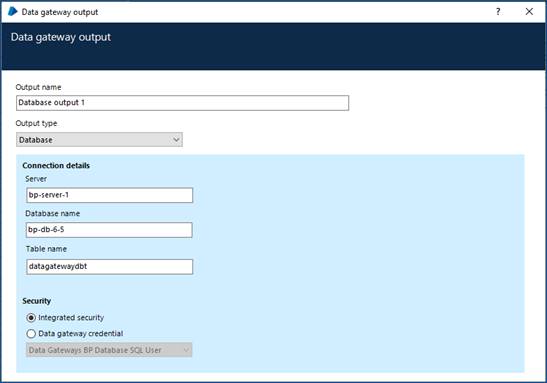 Data gateway output
?
Data gateway output
Output name
Database output 1
Output type
Database
Connection details
Server
bp-server-1
Database name
bp-db-6-5
Table name
datagatewaydbt
Security
Integrated security
Data gateway credential
Data Gateways BP Database SQL User